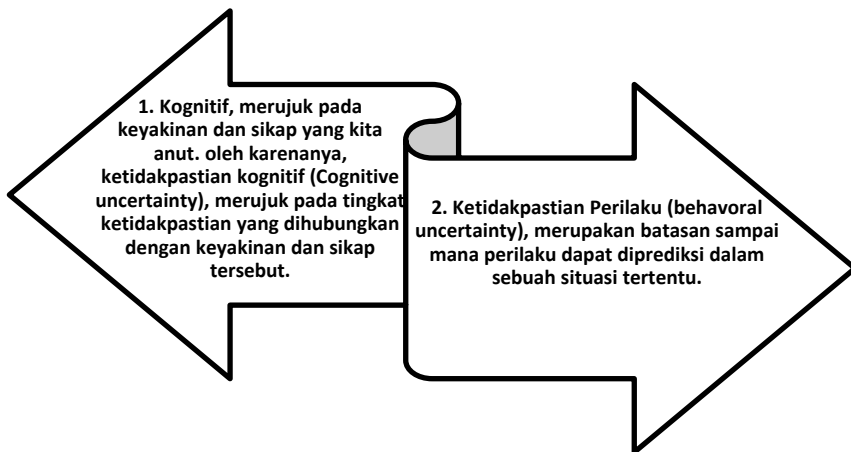 1. Kognitif, merujuk pada
keyakinan dan sikap yang kita
anut. oleh karenanya,
ketidakpastian kognitif (Cognitive
uncertainty), merujuk pada tingkat
ketidakpastian yang dihubungkan
dengan keyakinan dan sikap
tersebut.
2. Ketidakpastian Perilaku (behavoral
uncertainty), merupakan batasan sampai
mana perilaku dapat diprediksi dalam
sebuah situasi tertentu.